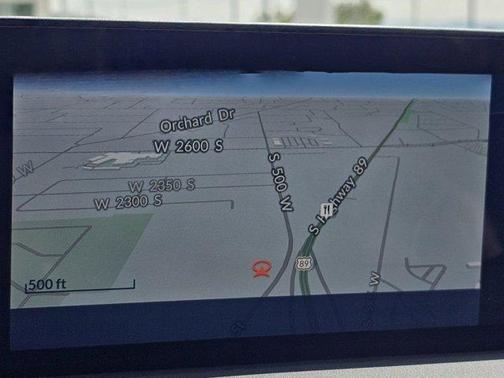 Orchard Dr
W 2600 S
W
W 2350 S
W 2300 S
S 500 W
S Highway 89
89
500 ft
W